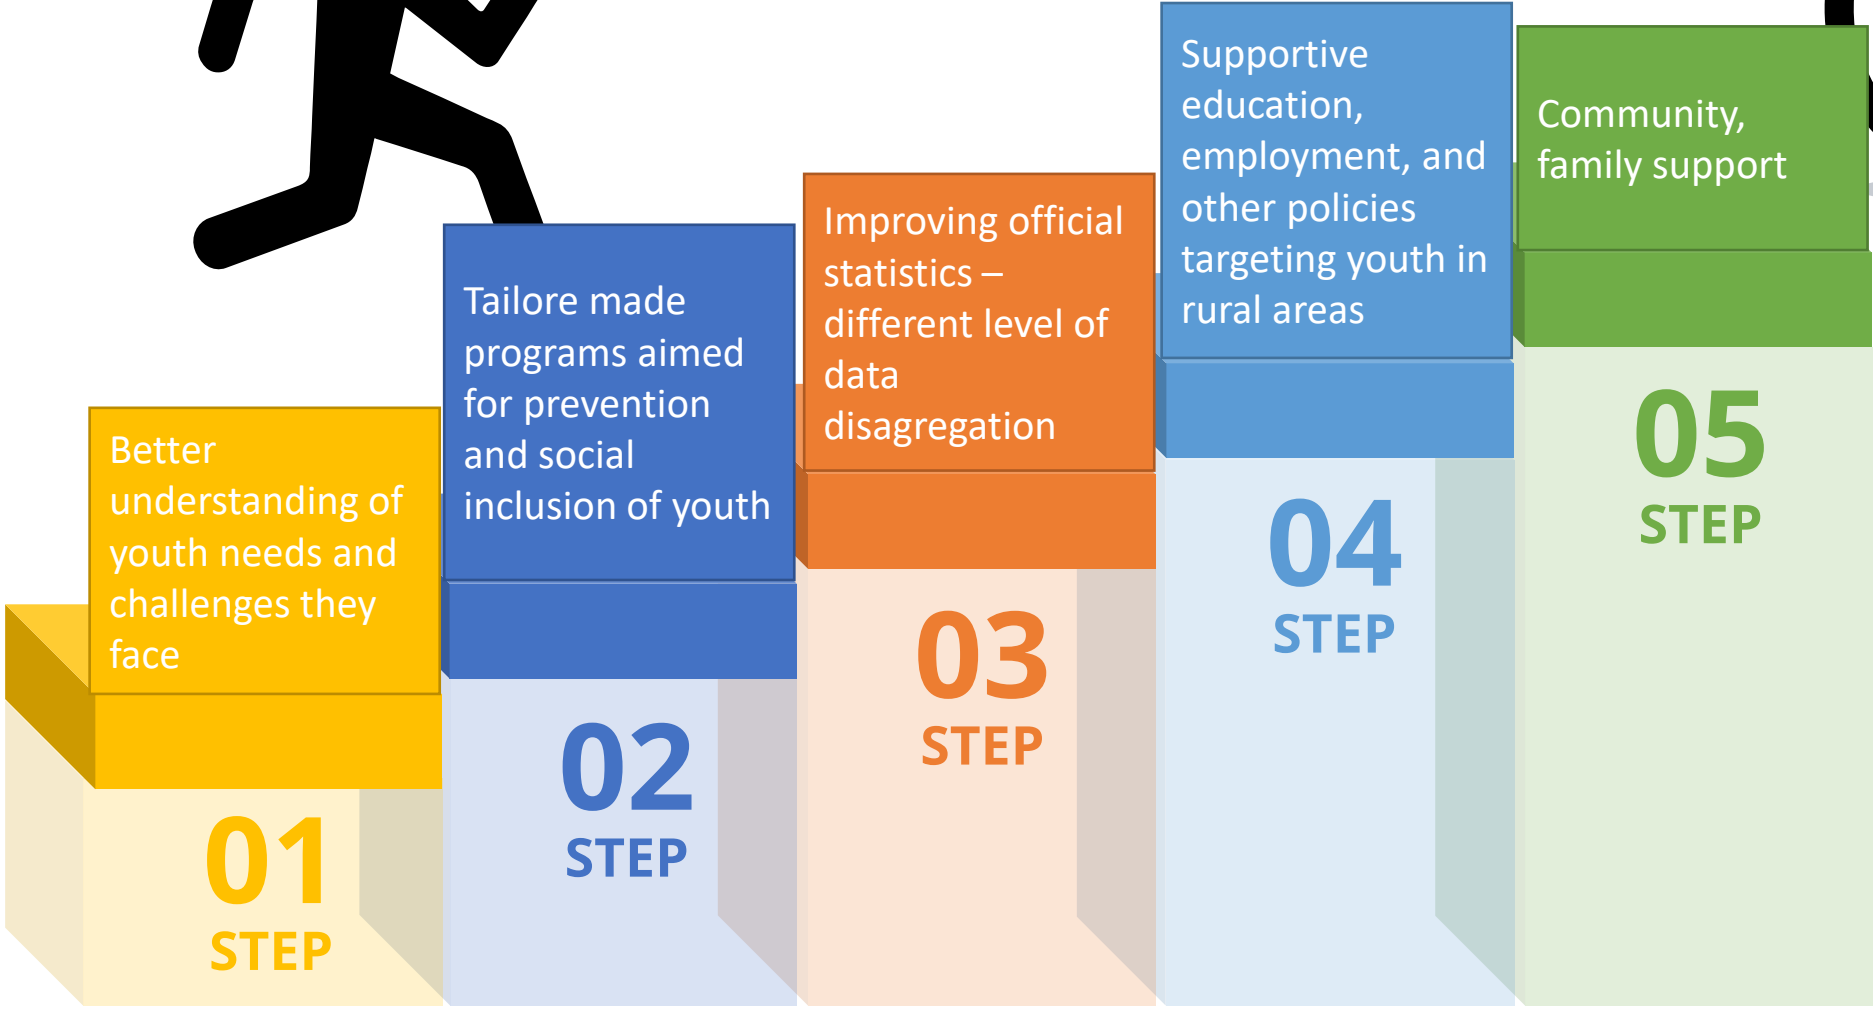 Better
understanding of
youth needs and
challenges they
face
01
STEP
Tailore made
programs aimed
for prevention
and social
inclusion of youth
02
STEP
Improving official
statistics –
different level of
data
disagregation
03
STEP
Supportive
education,
employment, and
other policies
targeting youth in
rural areas
04
STEP
Community,
family support
05
STEP